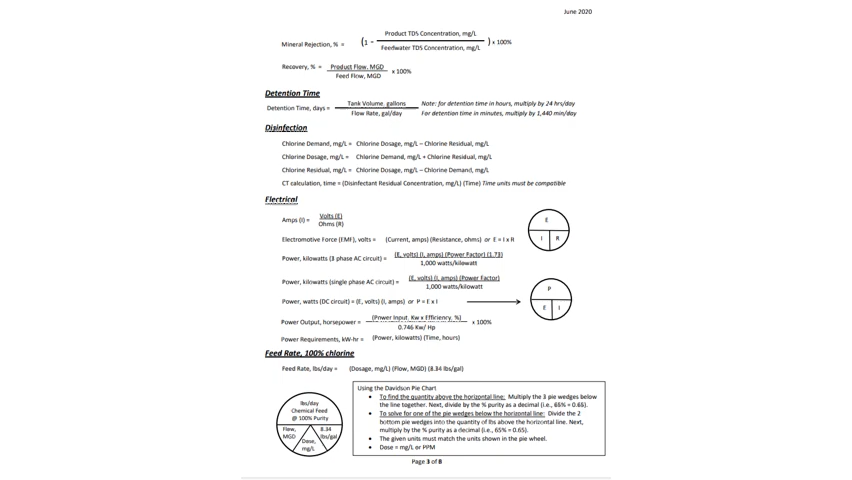 June 2020
Mineral Rejection, % = (1 - Product TDS Concentration, mg/L
Feedwater TDS Concentration, mg/L ) x 100%
Recovery, % = Product Flow, MGD
Feed Flow, MGD x 100%
Detention Time
Detention Time, days = Tank Volume, gallons Note: for detention time in hours, multiply by 24 hrs/day
Flow Rate, gal/day For detention time in minutes, multiply by 1,440 min/day
Disinfection
Chlorine Demand, mg/L = Chlorine Dosage, mg/L – Chlorine Residual, mg/L
Chlorine Dosage, mg/L = Chlorine Demand, mg/L + Chlorine Residual, mg/L
Chlorine Residual, mg/L = Chlorine Dosage, mg/L – Chlorine Demand, mg/L
CT calculation, time = (Disinfectant Residual Concentration, mg/L) (Time) Time units must be compatible
Electrical
Amps (I) = Volts (E)
Ohms (R)
E
I R
Electromotive Force (EMF), volts = (Current, amps) (Resistance, ohms) or E = I x R
Power, kilowatts (3 phase AC circuit) = (E, volts) (I, amps) (Power Factor) (1.73)
1,000 watts/kilowatt
Power, kilowatts (single phase AC circuit) = (E, volts) (I, amps) (Power Factor)
1,000 watts/kilowatt
P
E I
Power, watts (DC circuit) = (E, volts) (I, amps) or P = E x I
Power Output, horsepower = (Power Input, Kw x Efficiency, %)
0.746 Kw/ Hp x 100%
Power Requirements, kW-hr = (Power, kilowatts) (Time, hours)
Feed Rate, 100% chlorine
Feed Rate, lbs/day = (Dosage, mg/L) (Flow, MGD) (8.34 lbs/gal)
lbs/day
Chemical Feed
@ 100% Purity
Flow, MGD
Dose, mg/L
8.34 lbs/gal
Using the Davidson Pie Chart
• To find the quantity above the horizontal line: Multiply the 3 pie wedges below
the line together. Next, divide by the % purity as a decimal (i.e., 65% = 0.65).
• To solve for one of the pie wedges below the horizontal line: Divide the 2
bottom pie wedges into the quantity of lbs above the horizontal line. Next,
multiply by the % purity as a decimal (i.e., 65% = 0.65).
• The given units must match the units shown in the pie wheel.
• Dose = mg/L or PPM
Page 3 of 8